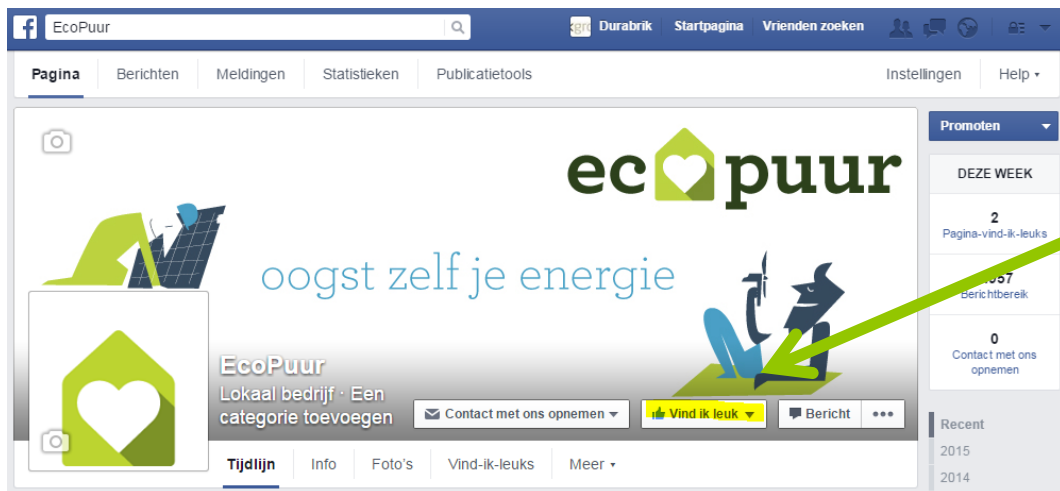 EcoPuur
Durabrik Startpagina Vrienden zoeken
Pagina Berichten Meldingen Statistieken Publicatietools Instellingen Help
Promoten
ecopuur
DEZE WEEK
2
Pagina-vind-ik-leuks
oogst zelf je energie
057
Berichtbereik
0
Contact met ons
opnemen
EcoPuur
Lokaal bedrijf · Een
categorie toevoegen
Contact met ons opnemen Vind ik leuk Bericht •••
Recent
2015
2014
Tijdlijn Info Foto's Vind-ik-leuks Meer